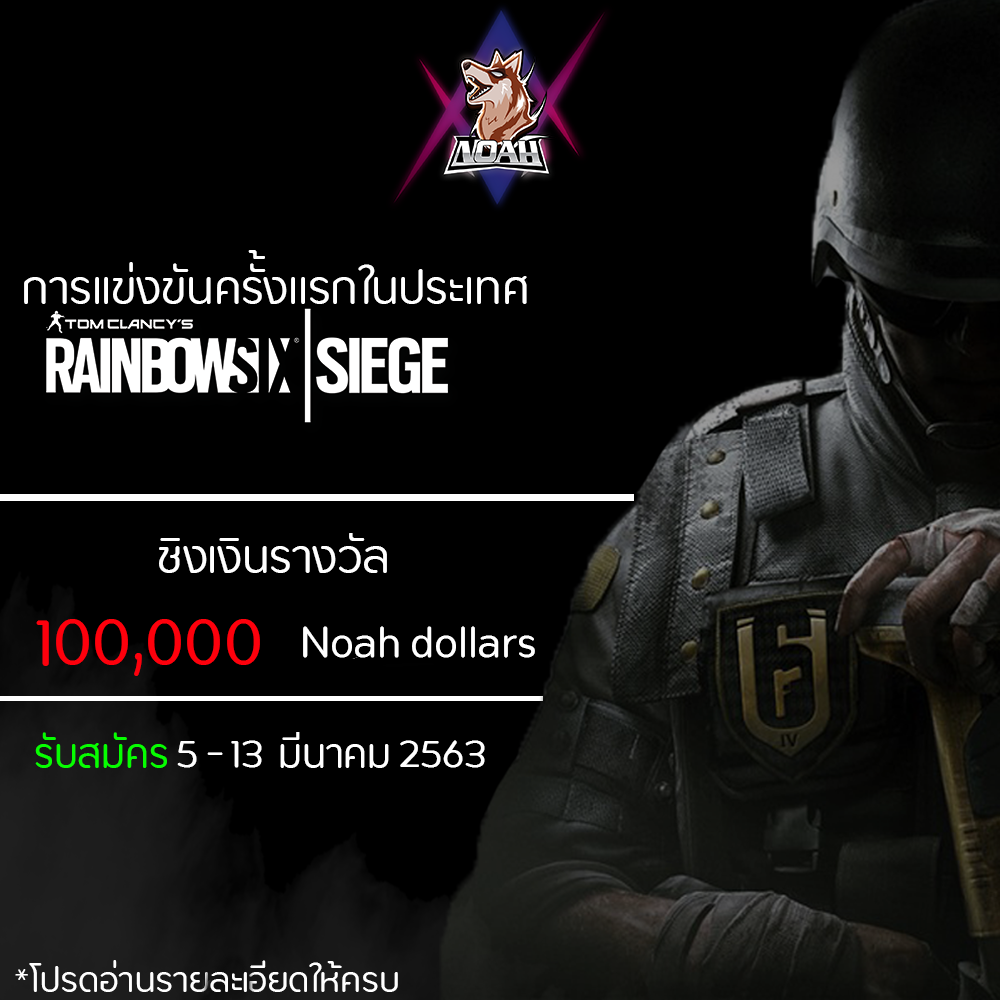 NOAH
การแข่งขันครั้งแรกในประเทศ
TOM CLANCY'S
RAINBOWSIX® | SIEGE
ชิงเงินรางวัล
100,000 Noah dollars
IV
รับสมัคร 5 - 13 มีนาคม 2563
*โปรดอ่านรายละเอียดให้ครบ